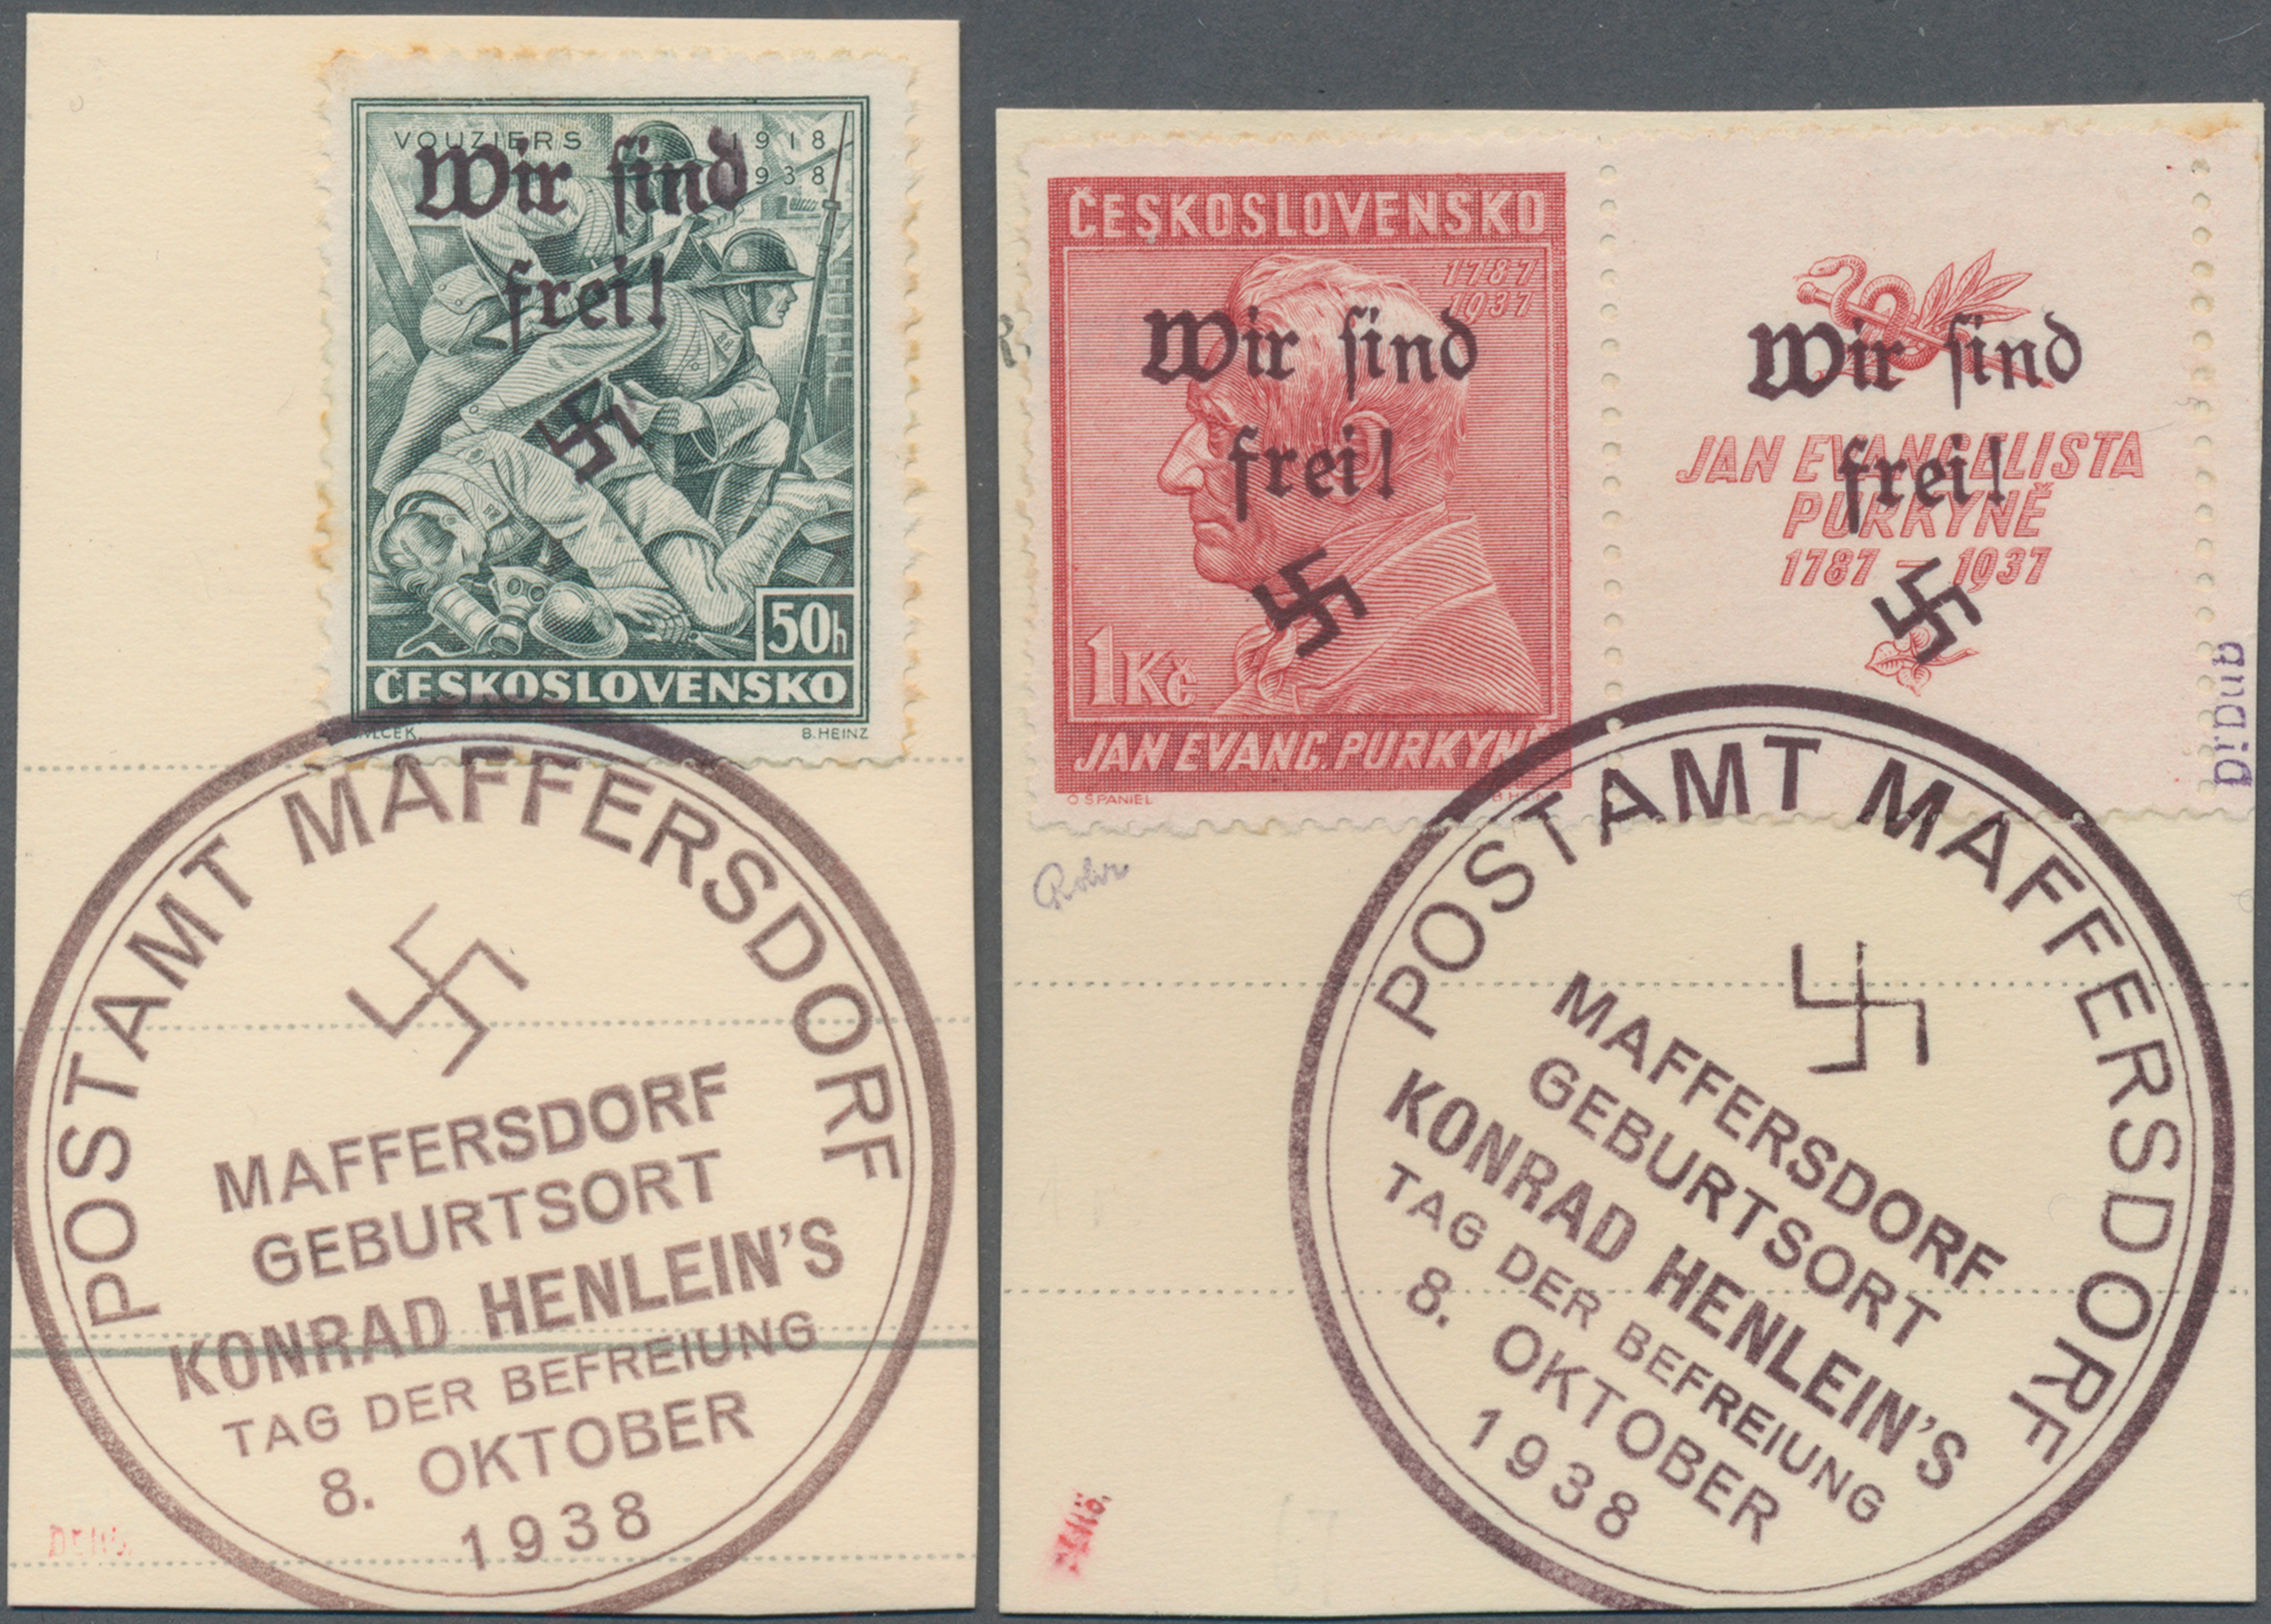 VOUZIERS 1918
1938
Wir sind
frei!
50h
ČESKOSLOVENSKO
B. HEINZ
POSTAMT MAFFERSDORF
MAFFERSDORF
GEBURTSORT
KONRAD HENLEIN'S
TAG DER BEFREIUNG
8. OKTOBER
1938
ČESKOSLOVENSKO
1787
1937
Wir sind
frei!
1Kč
JAN EVANG. PURKYNĚ
O ŠPANIEL
Wir sind
JAN EVANGELISTA
frei!
PURKYNĚ
1787 – 1937
POSTAMT MAFFERSDORF
MAFFERSDORF
GEBURTSORT
KONRAD HENLEIN'S
TAG DER BEFREIUNG
8. OKTOBER
1938